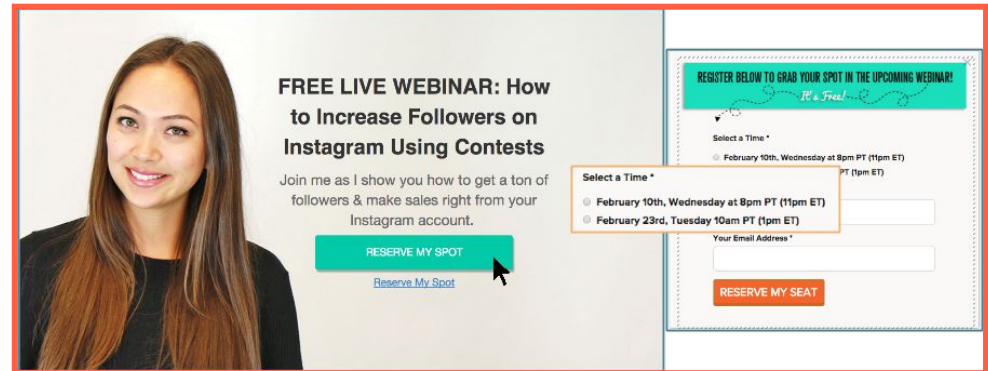 FREE LIVE WEBINAR: How
to Increase Followers on
Instagram Using Contests
Join me as I show you how to get a ton of
followers & make sales right from your
Instagram account.
RESERVE MY SPOT
Reserve My Spot
Select a Time *
February 10th, Wednesday at 8pm PT (11pm ET)
February 23rd, Tuesday 10am PT (1pm ET)
REGISTER BELOW TO GRAB YOUR SPOT IN THE UPCOMING WEBINAR!
It's Free!
Select a Time *
February 10th, Wednesday at 8pm PT (11pm ET)
PT (1pm ET)
Your Email Address *
RESERVE MY SEAT